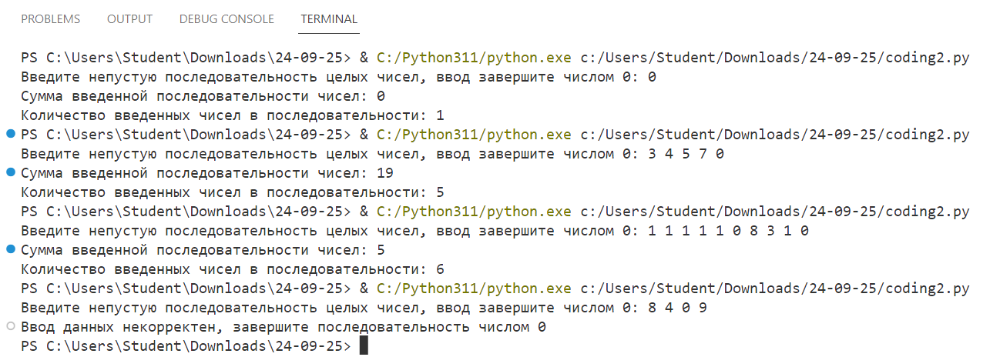 PROBLEMS OUTPUT DEBUG CONSOLE TERMINAL
PS C:\Users\Student\Downloads\24-09-25> & C:/Python311/python.exe c:/Users/Student/Downloads/24-09-25/coding2.py
Введите непустую последовательность целых чисел, ввод завершите числом 0: 0
Сумма введенной последовательности чисел: 0
Количество введенных чисел в последовательности: 1
PS C:\Users\Student\Downloads\24-09-25> & C:/Python311/python.exe c:/Users/Student/Downloads/24-09-25/coding2.py
Введите непустую последовательность целых чисел, ввод завершите числом 0: 3 4 5 7 0
Сумма введенной последовательности чисел: 19
Количество введенных чисел в последовательности: 5
PS C:\Users\Student\Downloads\24-09-25> & C:/Python311/python.exe c:/Users/Student/Downloads/24-09-25/coding2.py
Введите непустую последовательность целых чисел, ввод завершите числом 0: 1 1 1 1 1 0 8 3 1 0
Сумма введенной последовательности чисел: 5
Количество введенных чисел в последовательности: 6
PS C:\Users\Student\Downloads\24-09-25> & C:/Python311/python.exe c:/Users/Student/Downloads/24-09-25/coding2.py
Введите непустую последовательность целых чисел, ввод завершите числом 0: 8 4 0 9
Ввод данных некорректен, завершите последовательность числом 0
PS C:\Users\Student\Downloads\24-09-25>